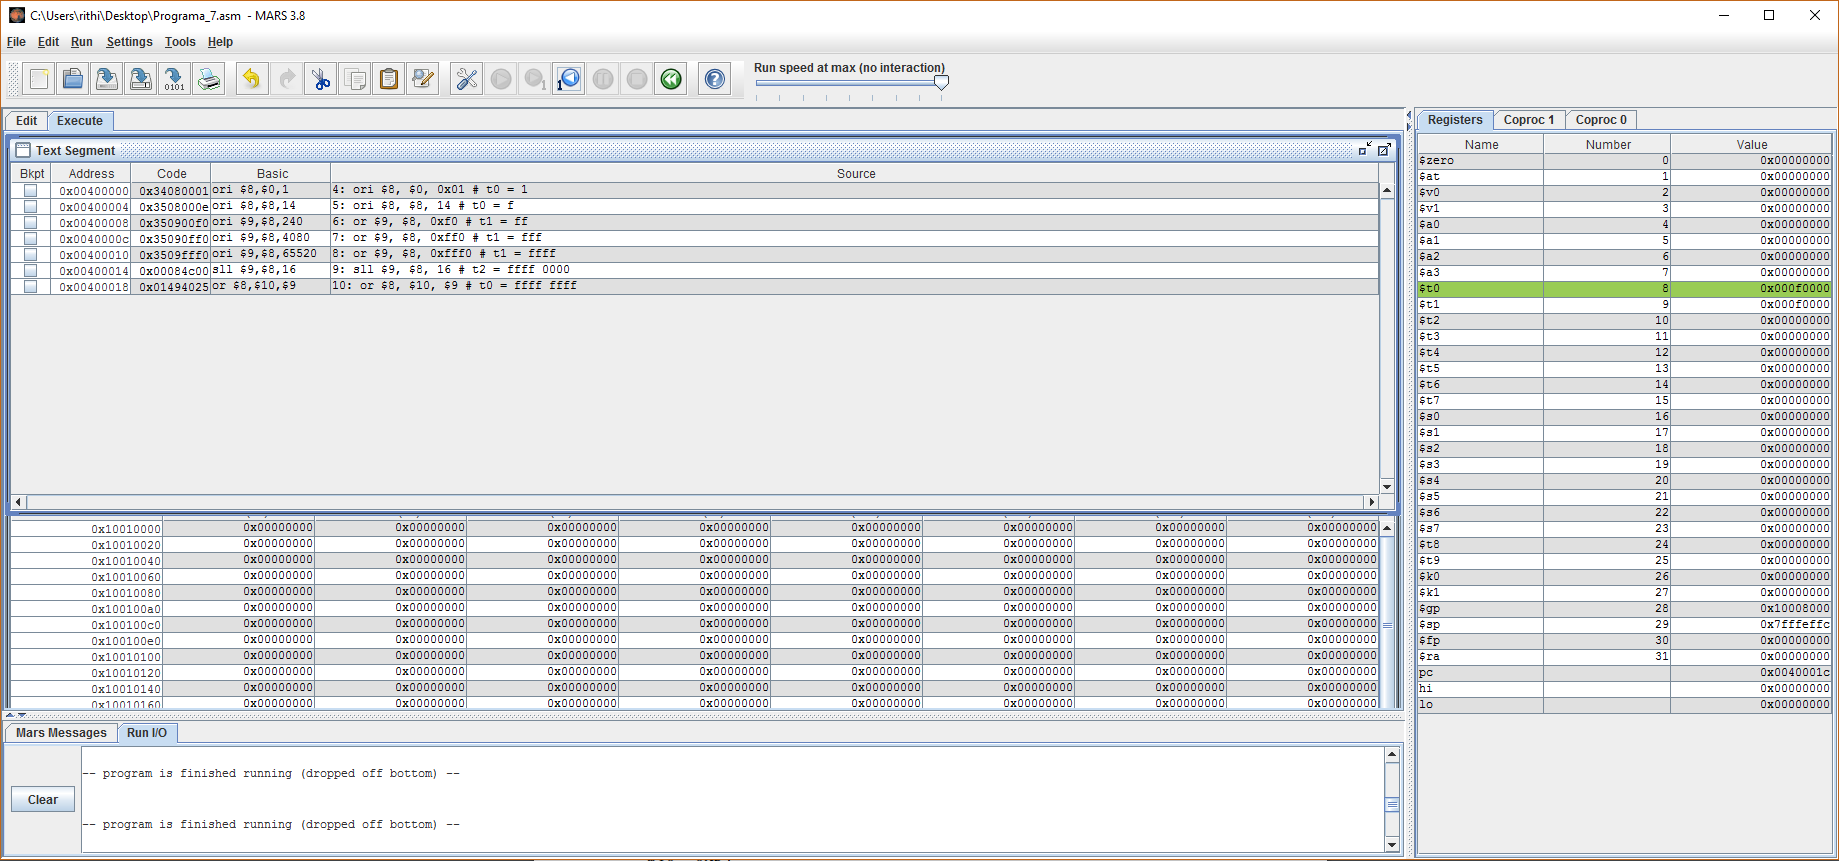 C:\Users\rithi\Desktop\Programa_7.asm - MARS 3.8
File Edit Run Settings Tools Help
Run speed at max (no interaction)
Edit Execute
Text Segment
Bkpt Address Code Basic Source
0x00400000 0x34080001 ori $8,$0,1 4: ori $8, $0, 0x01 # t0 = 1
0x00400004 0x3508000e ori $8,$8,14 5: ori $8, $8, 14 # t0 = f
0x00400008 0x350900f0 ori $9,$8,240 6: or $9, $8, 0xf0 # t1 = ff
0x0040000c 0x35090ff0 ori $9,$8,4080 7: or $9, $8, 0xff0 # t1 = fff
0x00400010 0x3509fff0 ori $9,$8,65520 8: or $9, $8, 0xfff0 # t1 = ffff
0x00400014 0x00084c00 sll $9,$8,16 9: sll $9, $8, 16 # t2 = ffff 0000
0x00400018 0x01494025 or $8,$10,$9 10: or $8, $10, $9 # t0 = ffff ffff
0x10010000 0x00000000 0x00000000 0x00000000 0x00000000 0x00000000 0x00000000 0x00000000 0x00000000
0x10010020 0x00000000 0x00000000 0x00000000 0x00000000 0x00000000 0x00000000 0x00000000 0x00000000
0x10010040 0x00000000 0x00000000 0x00000000 0x00000000 0x00000000 0x00000000 0x00000000 0x00000000
0x10010060 0x00000000 0x00000000 0x00000000 0x00000000 0x00000000 0x00000000 0x00000000 0x00000000
0x10010080 0x00000000 0x00000000 0x00000000 0x00000000 0x00000000 0x00000000 0x00000000 0x00000000
0x100100a0 0x00000000 0x00000000 0x00000000 0x00000000 0x00000000 0x00000000 0x00000000 0x00000000
0x100100c0 0x00000000 0x00000000 0x00000000 0x00000000 0x00000000 0x00000000 0x00000000 0x00000000
0x100100e0 0x00000000 0x00000000 0x00000000 0x00000000 0x00000000 0x00000000 0x00000000 0x00000000
0x10010100 0x00000000 0x00000000 0x00000000 0x00000000 0x00000000 0x00000000 0x00000000 0x00000000
0x10010120 0x00000000 0x00000000 0x00000000 0x00000000 0x00000000 0x00000000 0x00000000 0x00000000
0x10010140 0x00000000 0x00000000 0x00000000 0x00000000 0x00000000 0x00000000 0x00000000 0x00000000
0x10010160 0x00000000 0x00000000 0x00000000 0x00000000 0x00000000 0x00000000 0x00000000 0x00000000
Mars Messages Run I/O
-- program is finished running (dropped off bottom) --
Clear
-- program is finished running (dropped off bottom) --
Registers Coproc 1 Coproc 0
Name Number Value
$zero 0 0x00000000
$at 1 0x00000000
$v0 2 0x00000000
$v1 3 0x00000000
$a0 4 0x00000000
$a1 5 0x00000000
$a2 6 0x00000000
$a3 7 0x00000000
$t0 8 0x000f0000
$t1 9 0x000f0000
$t2 10 0x00000000
$t3 11 0x00000000
$t4 12 0x00000000
$t5 13 0x00000000
$t6 14 0x00000000
$t7 15 0x00000000
$s0 16 0x00000000
$s1 17 0x00000000
$s2 18 0x00000000
$s3 19 0x00000000
$s4 20 0x00000000
$s5 21 0x00000000
$s6 22 0x00000000
$s7 23 0x00000000
$t8 24 0x00000000
$t9 25 0x00000000
$k0 26 0x00000000
$k1 27 0x00000000
$gp 28 0x10008000
$sp 29 0x7fffeffc
$fp 30 0x00000000
$ra 31 0x00000000
pc 0x0040001c
hi 0x00000000
lo 0x00000000